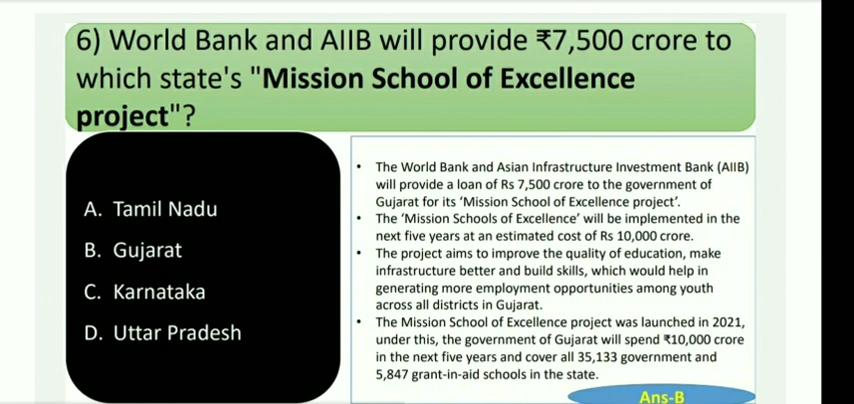 6) World Bank and AIIB will provide ₹7,500 crore to
which state's "Mission School of Excellence
project"?
A. Tamil Nadu
B. Gujarat
C. Karnataka
D. Uttar Pradesh
• The World Bank and Asian Infrastructure Investment Bank (AIIB)
will provide a loan of Rs 7,500 crore to the government of
Gujarat for its ‘Mission School of Excellence project’.
• The ‘Mission Schools of Excellence’ will be implemented in the
next five years at an estimated cost of Rs 10,000 crore.
• The project aims to improve the quality of education, make
infrastructure better and build skills, which would help in
generating more employment opportunities among youth
across all districts in Gujarat.
• The Mission School of Excellence project was launched in 2021,
under this, the government of Gujarat will spend ₹10,000 crore
in the next five years and cover all 35,133 government and
5,847 grant-in-aid schools in the state.
Ans-B